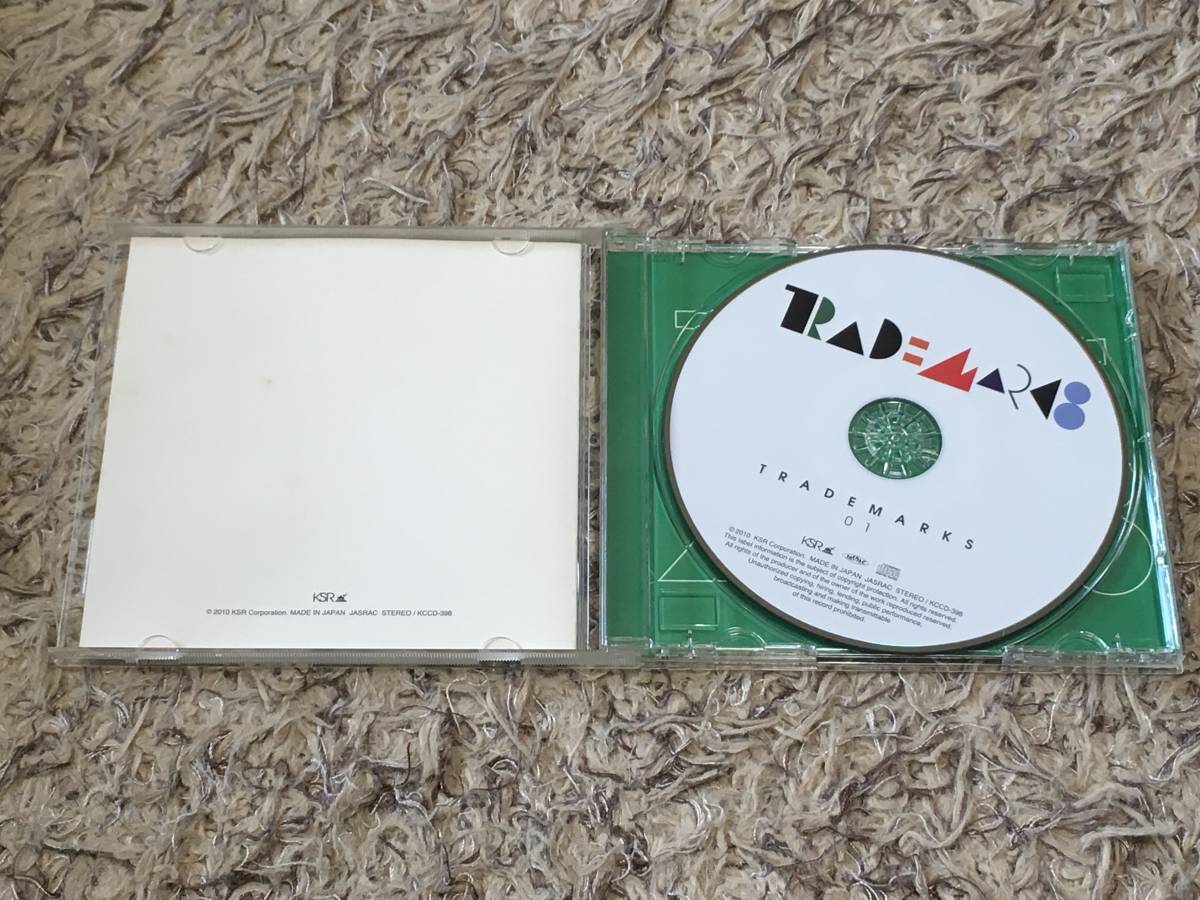 KSR
© 2010 KSR Corporation. MADE IN JAPAN JASRAC STEREO / KCCD-398
TRADEMARKS
TRADEMARKS
01
KSR
© 2010 KSR Corporation. MADE IN JAPAN JASRAC STEREO / KCCD-398
This label information is the subject of copyright protection. All rights reserved.
All rights of the producer and of the owner of the work reproduced reserved.
Unauthorized copying, hiring, lending, public performance,
broadcasting and making transmittable
of this record prohibited.